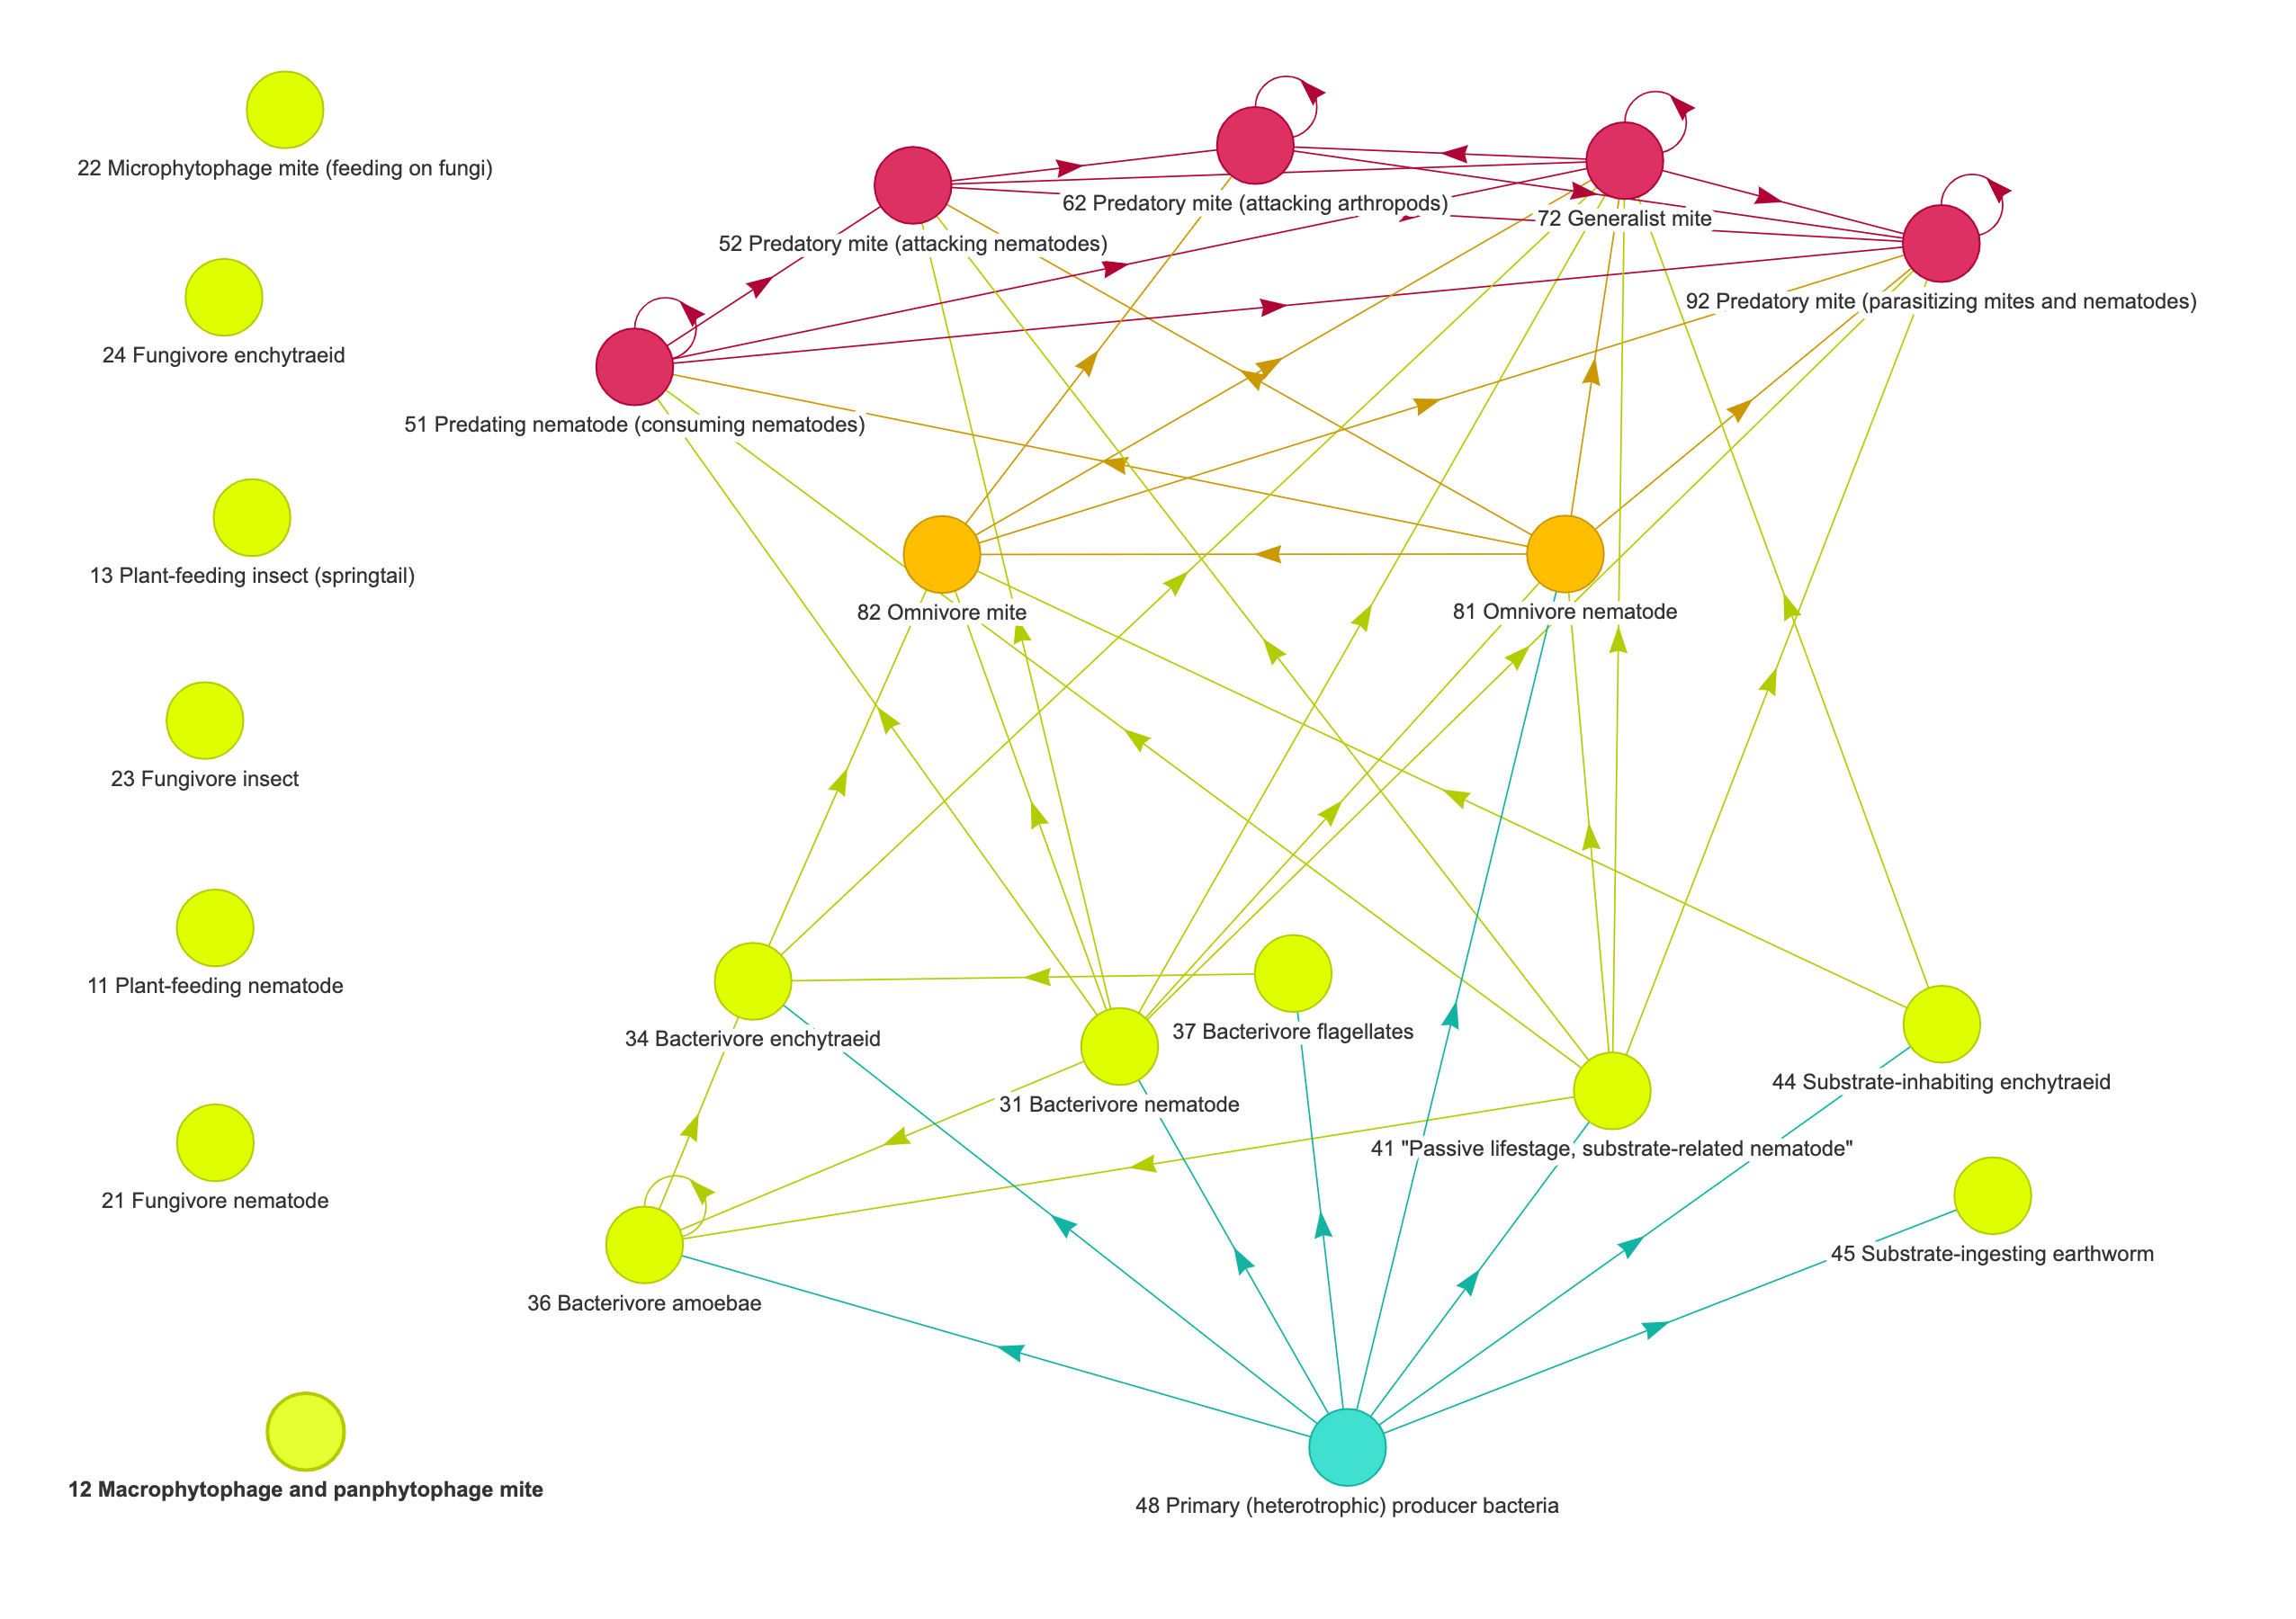 22 Microphytophage mite (feeding on fungi)
62 Predatory mite (attacking arthropods)
72 Generalist mite
52 Predatory mite (attacking nematodes)
92 Predatory mite (parasitizing mites and nematodes)
24 Fungivore enchytraeid
51 Predating nematode (consuming nematodes)
13 Plant-feeding insect (springtail)
82 Omnivore mite
81 Omnivore nematode
23 Fungivore insect
11 Plant-feeding nematode
34 Bacterivore enchytraeid
37 Bacterivore flagellates
44 Substrate-inhabiting enchytraeid
31 Bacterivore nematode
41 "Passive lifestage, substrate-related nematode"
21 Fungivore nematode
45 Substrate-ingesting earthworm
36 Bacterivore amoebae
12 Macrophytophage and panphytophage mite
48 Primary (heterotrophic) producer bacteria